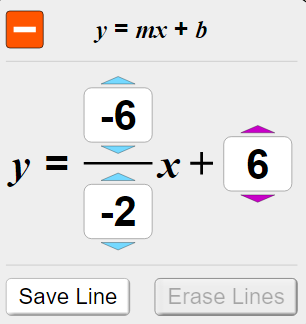 y = mx + b
y = -6/-2 x + 6
Save Line
Erase Lines